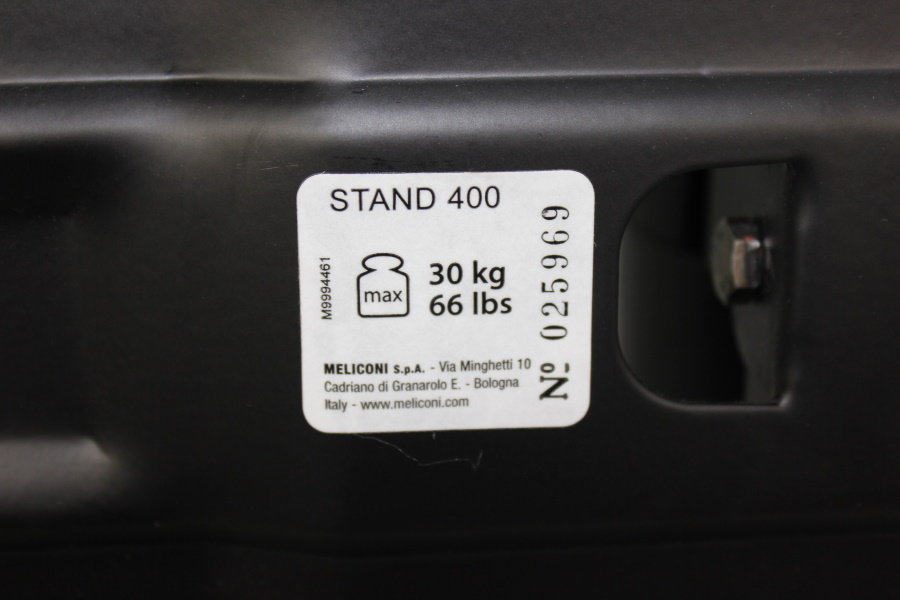 STAND 400
M9994461
max
30 kg
66 lbs
Nº 025969
MELICONI S.p.A. - Via Minghetti 10
Cadriano di Granarolo E. - Bologna
Italy - www.meliconi.com